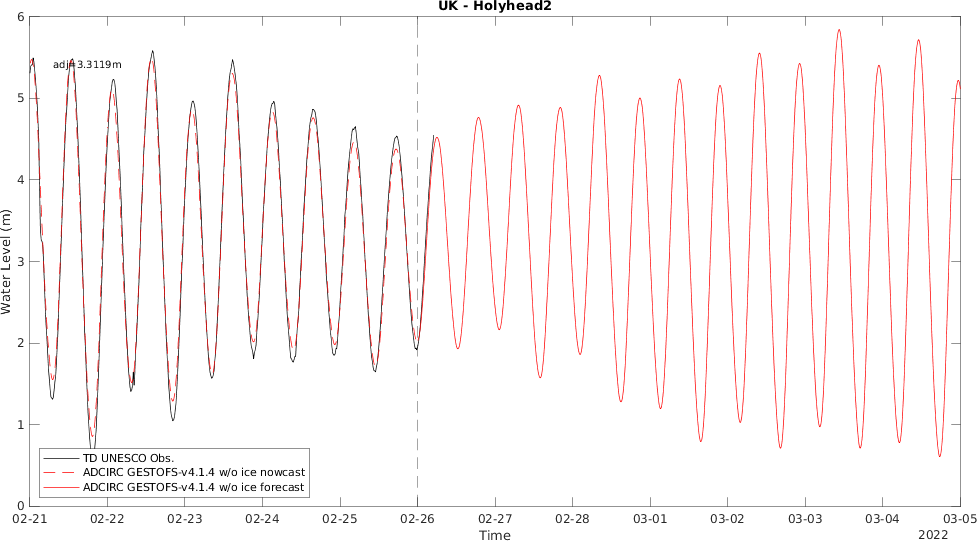 UK - Holyhead2
adj=3.3119m
Water Level (m)
6
5
4
3
2
1
0
TD UNESCO Obs.
ADCIRC GESTOFS-v4.1.4 w/o ice nowcast
ADCIRC GESTOFS-v4.1.4 w/o ice forecast
02-21 02-22 02-23 02-24 02-25 02-26 02-27 02-28 03-01 03-02 03-03 03-04 03-05
Time
2022